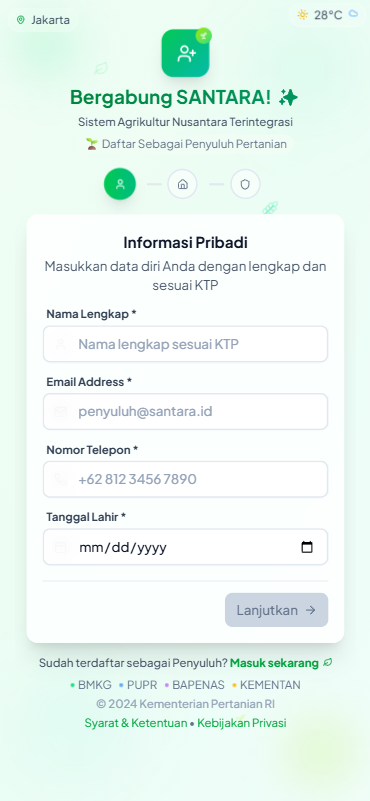 Jakarta
28°C
Bergabung SANTARA!
Sistem Agrikultur Nusantara Terintegrasi
Daftar Sebagai Penyuluh Pertanian
Informasi Pribadi
Masukkan data diri Anda dengan lengkap dan
sesuai KTP
Nama Lengkap *
Nama lengkap sesuai KTP
Email Address *
penyuluh@santara.id
Nomor Telepon *
+62 812 3456 7890
Tanggal Lahir *
mm/dd/yyyy
Lanjutkan →
Sudah terdaftar sebagai Penyuluh? Masuk sekarang
• BMKG • PUPR • BAPENAS • KEMENTAN
© 2024 Kementerian Pertanian RI
Syarat & Ketentuan • Kebijakan Privasi